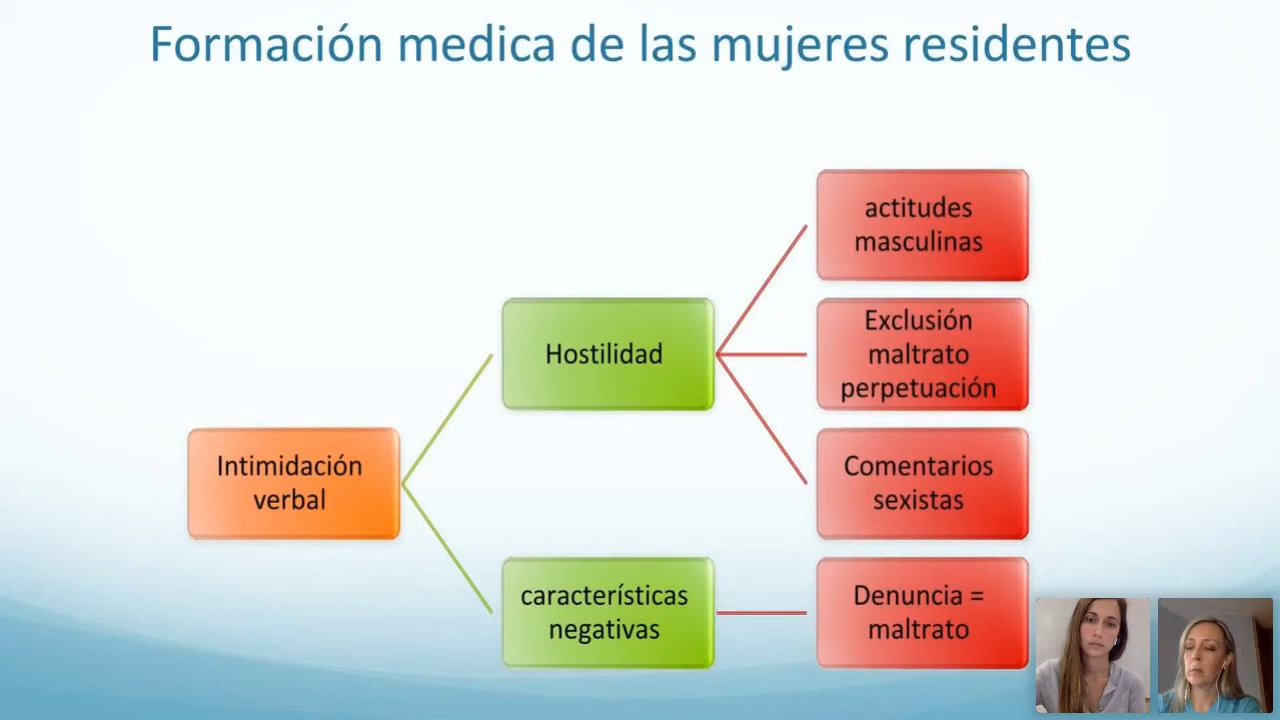 Formación medica de las mujeres residentes
actitudes
masculinas
Exclusión
maltrato
perpetuación
Hostilidad
Intimidación
verbal
Comentarios
sexistas
características
negativas
Denuncia =
maltrato